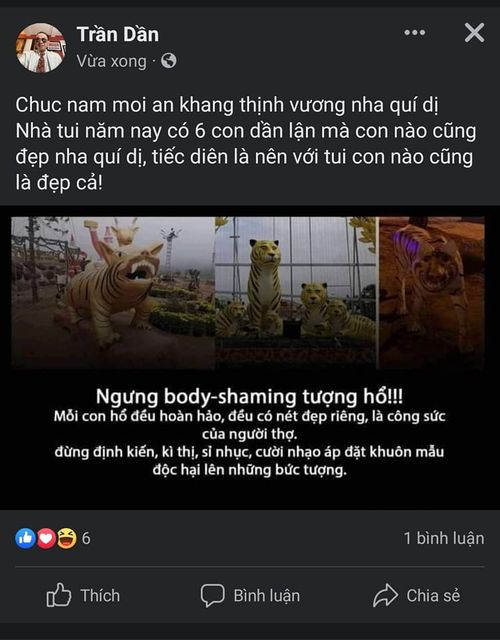 Trần Dần
Vừa xong ·
Chuc nam moi an khang thịnh vương nha quí dị
Nhà tui năm nay có 6 con dần lận mà con nào cũng
đẹp nha quí dị, tiếc diên là nên với tui con nào cũng
là đẹp cả!
Ngưng body-shaming tượng hổ!!!
Mỗi con hổ đều hoàn hảo, đều có nét đẹp riêng, là công sức
của người thợ.
đừng định kiến, kì thị, sỉ nhục, cười nhạo áp đặt khuôn mẫu
độc hại lên những bức tượng.
6
1 bình luận
Thích
Bình luận
Chia sẻ